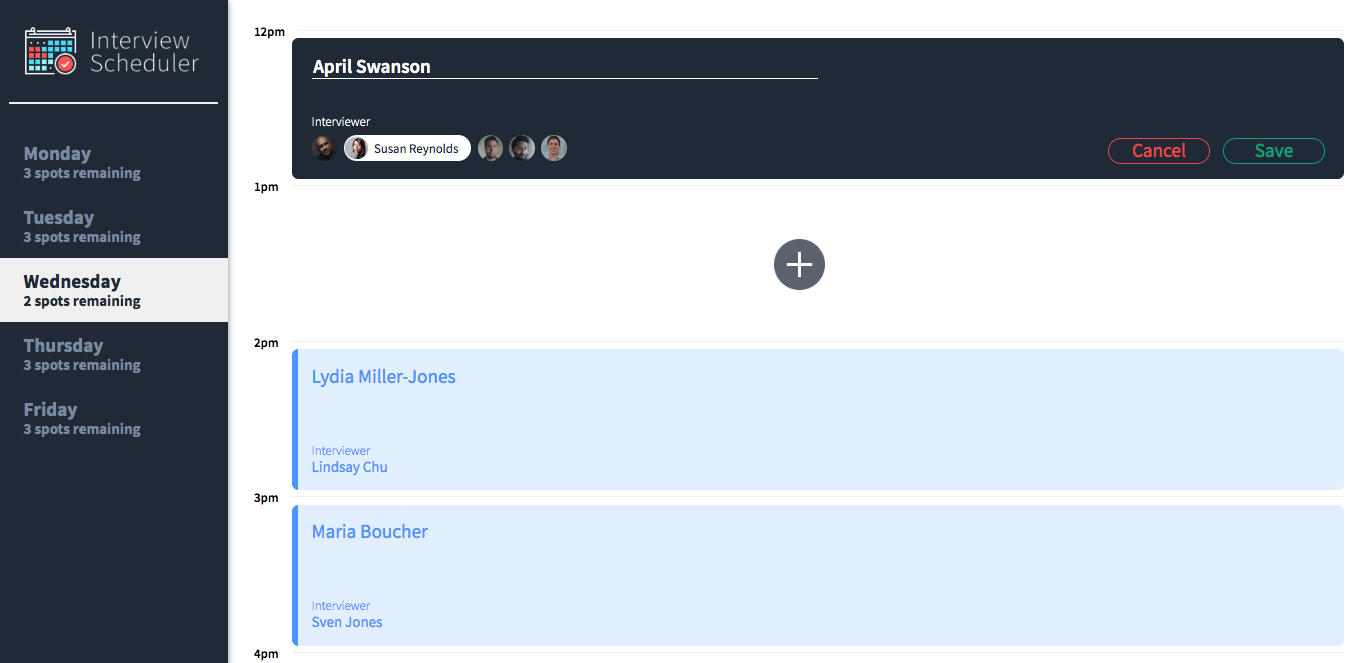 Interview
Scheduler
Monday
3 spots remaining
Tuesday
3 spots remaining
Wednesday
2 spots remaining
Thursday
3 spots remaining
Friday
3 spots remaining
12pm
April Swanson
Interviewer
Susan Reynolds
Cancel
Save
1pm
2pm
Lydia Miller-Jones
Interviewer
Lindsay Chu
3pm
Maria Boucher
Interviewer
Sven Jones
4pm